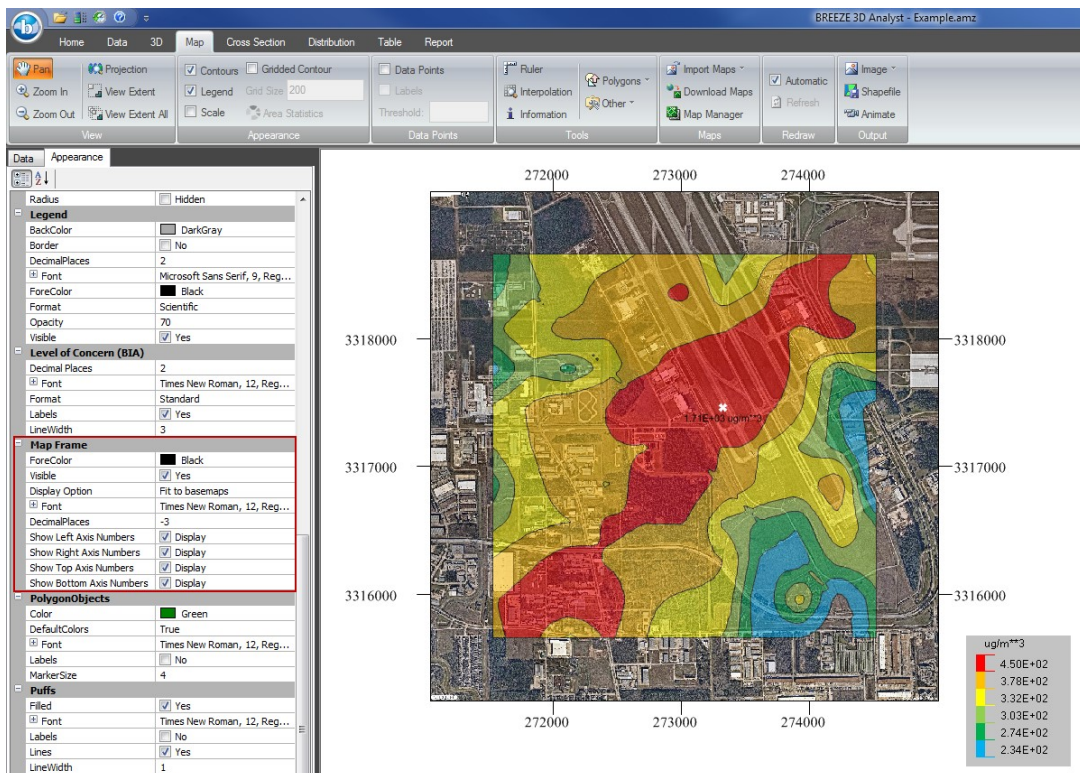 BREEZE 3D Analyst - Example.amz
Home Data 3D Map Cross Section Distribution Table Report
Pan Projection
Zoom In View Extent
Zoom Out View Extent All
View
Contours Gridded Contour
Legend Grid Size 200
Scale Area Statistics
Appearance
Data Points
Labels
Threshold:
Data Points
Ruler
Interpolation
Information
Polygons
Other
Tools
Import Maps
Download Maps
Map Manager
Maps
Automatic
Refresh
Redraw
Image
Shapefile
Animate
Output
Data Appearance
Radius Hidden
Legend
BackColor DarkGray
Border No
DecimalPlaces 2
Font Microsoft Sans Serif, 9, Reg...
ForeColor Black
Format Scientific
Opacity 70
Visible Yes
Level of Concern (BIA)
Decimal Places 2
Font Times New Roman, 12, Reg...
Format Standard
Labels Yes
LineWidth 3
Map Frame
ForeColor Black
Visible Yes
Display Option Fit to basemaps
Font Times New Roman, 12, Reg...
DecimalPlaces -3
Show Left Axis Numbers Display
Show Right Axis Numbers Display
Show Top Axis Numbers Display
Show Bottom Axis Numbers Display
PolygonObjects
Color Green
DefaultColors True
Font Times New Roman, 12, Reg...
Labels No
MarkerSize 4
Puffs
Filled Yes
Font Times New Roman, 12, Reg...
Labels No
Lines Yes
LineWidth 1
272000 273000 274000
3318000 3318000
1.71E+03 ug/m**3
3317000 3317000
3316000 3316000
272000 273000 274000
ug/m**3
4.50E+02
3.78E+02
3.32E+02
3.03E+02
2.74E+02
2.34E+02